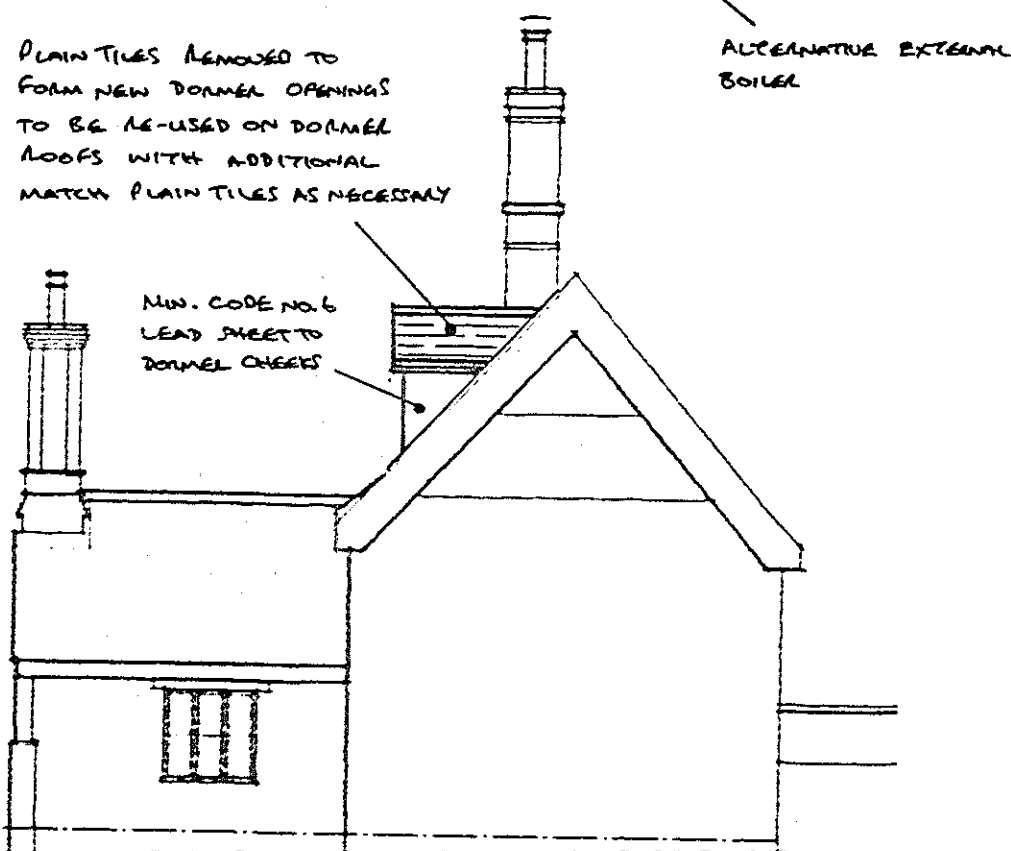 PLAIN TILES REMOVED TO
FORM NEW DORMER OPENINGS
TO BE RE-USED ON DORMER
ROOFS WITH ADDITIONAL
MATCH PLAIN TILES AS NECESSARY
MIN. CODE NO.6
LEAD SHEET TO
DORMER CHEEKS
ALTERNATIVE EXTERNAL
BOILER